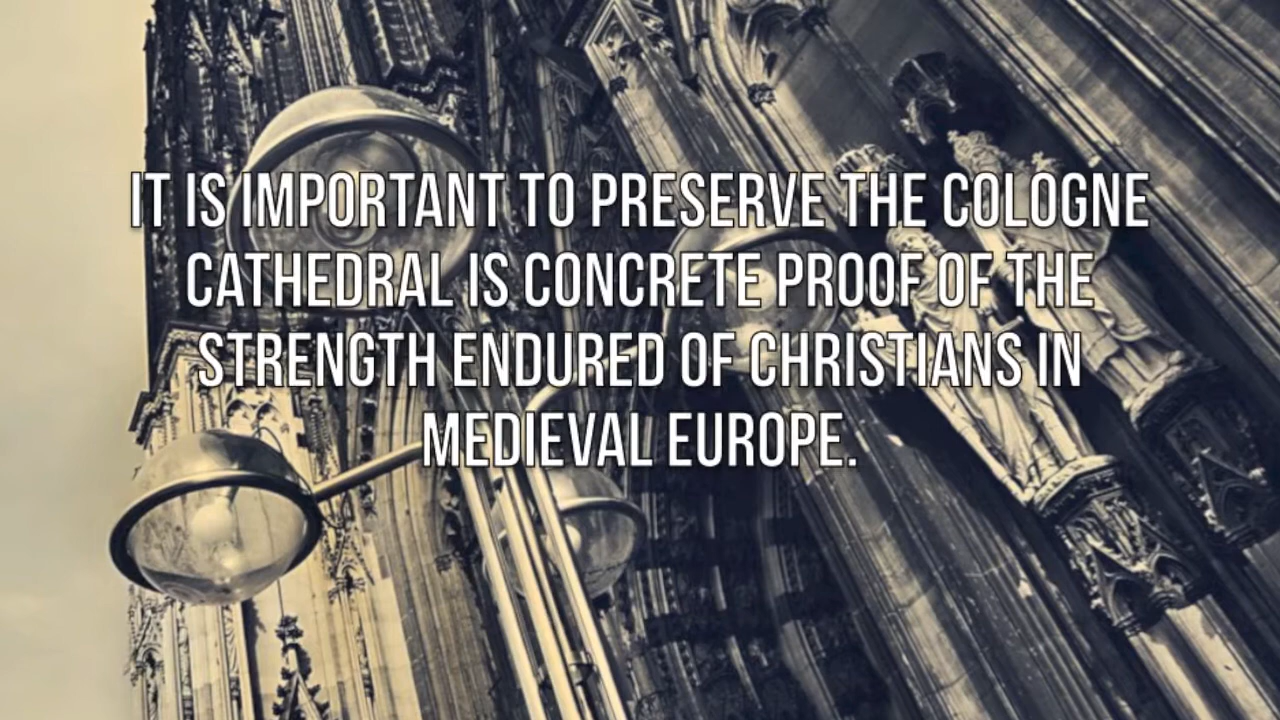 IT IS IMPORTANT TO PRESERVE THE COLOGNE
CATHEDRAL IS CONCRETE PROOF OF THE
STRENGTH ENDURED OF CHRISTIANS IN
MEDIEVAL EUROPE.